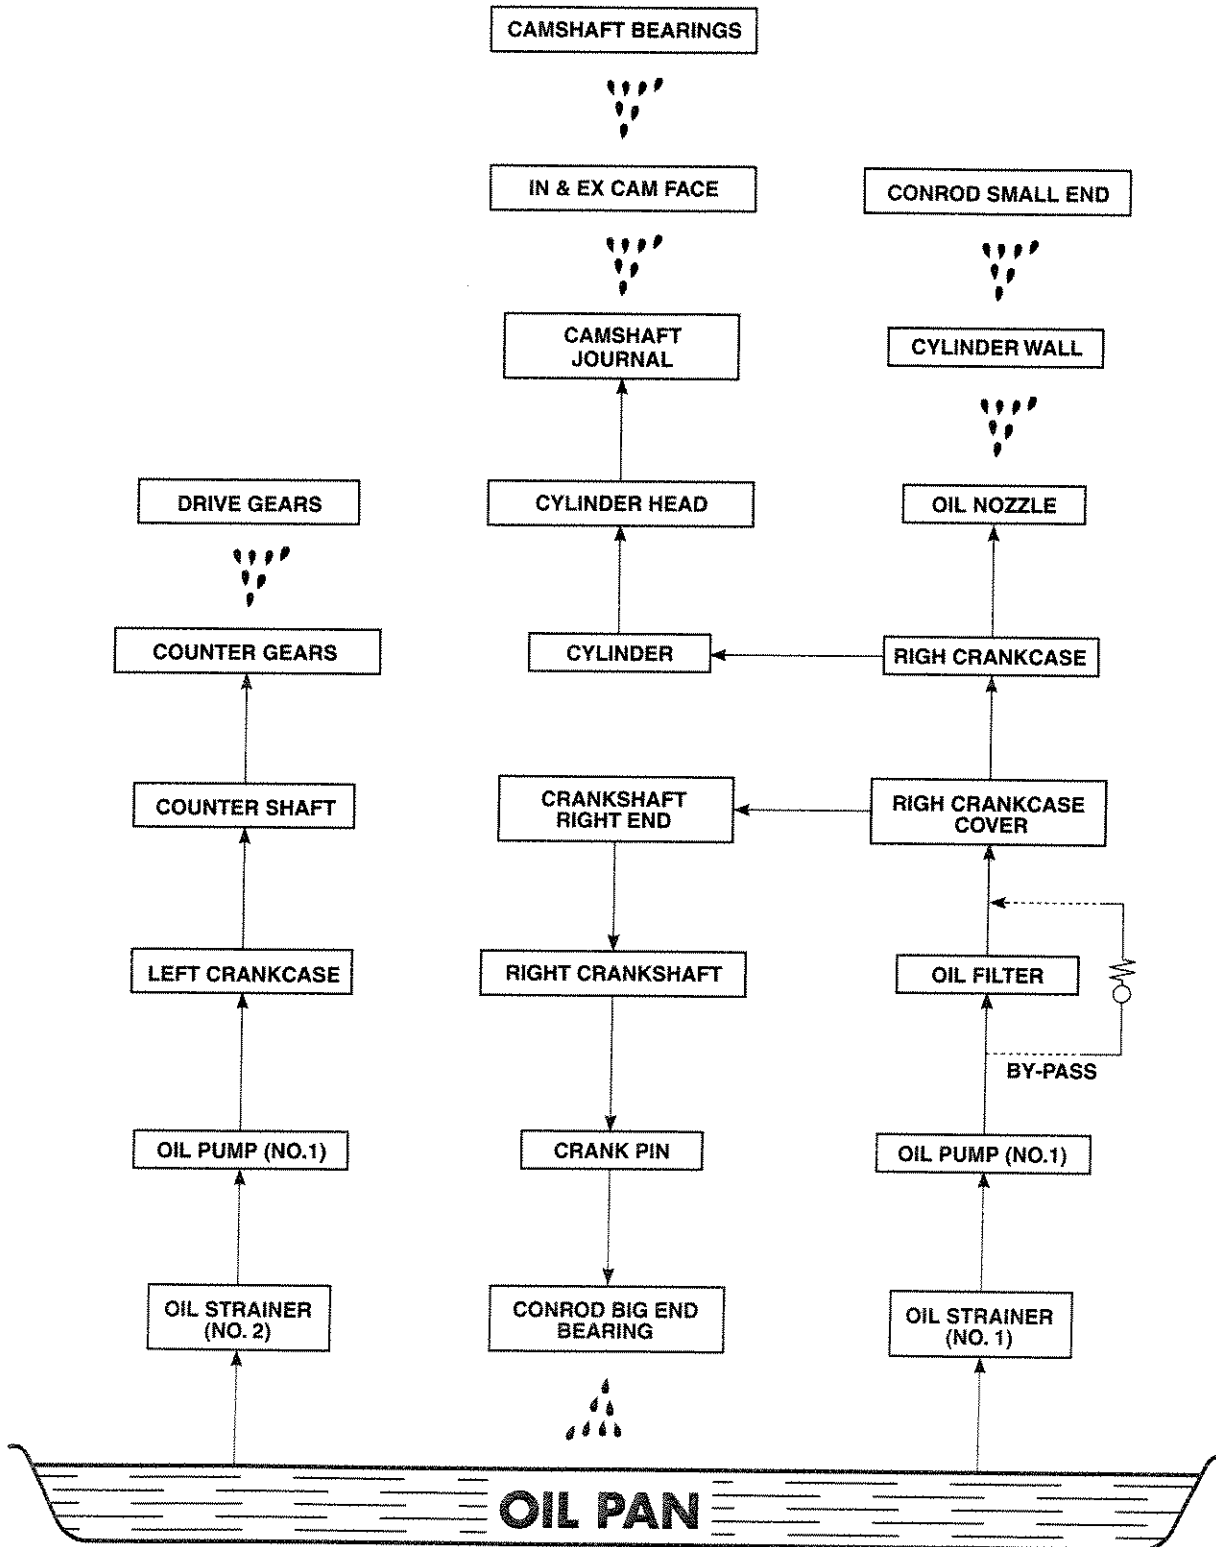 CAMSHAFT BEARINGS
IN & EX CAM FACE
CONROD SMALL END
CAMSHAFT
JOURNAL
CYLINDER WALL
DRIVE GEARS
CYLINDER HEAD
OIL NOZZLE
COUNTER GEARS
CYLINDER
RIGH CRANKCASE
COUNTER SHAFT
CRANKSHAFT
RIGHT END
RIGH CRANKCASE
COVER
LEFT CRANKCASE
RIGHT CRANKSHAFT
OIL FILTER
BY-PASS
OIL PUMP (NO.1)
CRANK PIN
OIL PUMP (NO.1)
OIL STRAINER
(NO. 2)
CONROD BIG END
BEARING
OIL STRAINER
(NO. 1)
OIL PAN